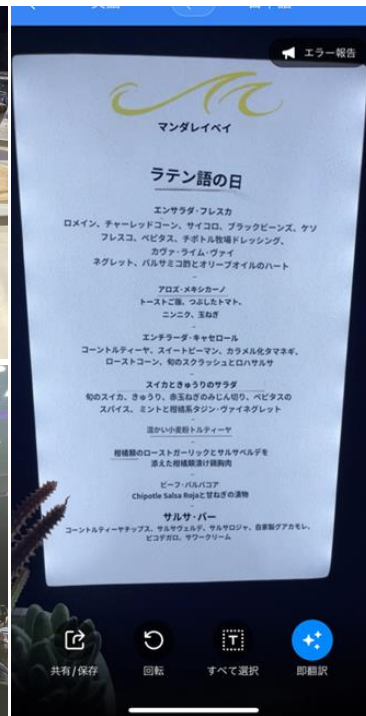 エラー報告
マンダレイベイ
ラテン語の日
エンサラダ・フレスカ
ロメイン、チャーレッドコーン、サイコロ、ブラックビーンズ、ケソ
フレスコ、ペピタス、チポトル牧場ドレッシング、
カヴァ・ライム・ヴァイ
ネグレット、バルサミコ酢とオリーブオイルのハート
アロズ・メキシカーノ
トーストご飯、つぶしたトマト、
ニンニク、玉ねぎ
エンチラーダ・キャセロール
コーントルティーヤ、スイートピーマン、カラメル化タマネギ、
ローストコーン、旬のスクラッシュとロハサルサ
スイカときゅうりのサラダ
旬のスイカ、きゅうり、赤玉ねぎのみじん切り、ペピタスの
スパイス、ミントと柑橘系タジン・ヴァイネグレット
温かい小麦粉トルティーヤ
柑橘類のローストガーリックとサルサベルデを
添えた柑橘類漬け鶏胸肉
ビーフ・バルバコア
Chipotle Salsa Rojaと甘ねぎの漬物
サルサ・バー
コーントルティーヤチップス、サルサヴェルデ、サルサロジャ、自家製グアカモレ、
ピコデガロ、サワークリーム
共有/保存
回転
すべて選択
即翻訳